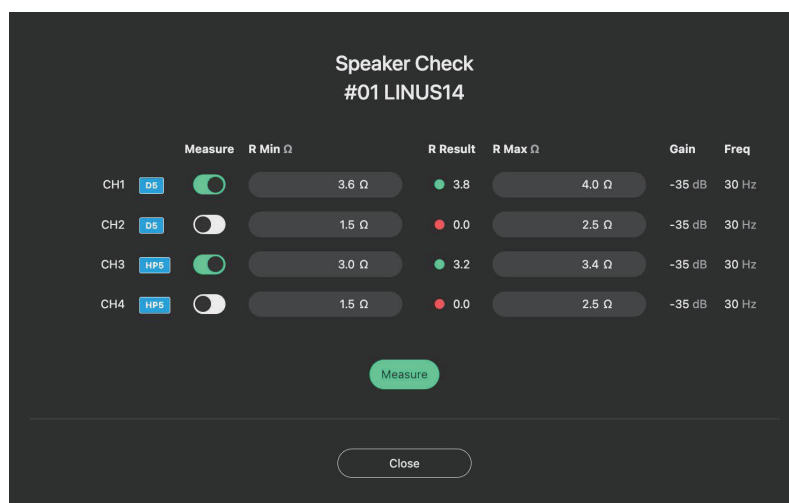 Speaker Check
#01 LINUS14
Measure R Min Ω R Result R Max Ω Gain Freq
CH1 D5 3.6 Ω 3.8 4.0 Ω -35 dB 30 Hz
CH2 D5 1.5 Ω 0.0 2.5 Ω -35 dB 30 Hz
CH3 HP5 3.0 Ω 3.2 3.4 Ω -35 dB 30 Hz
CH4 HP5 1.5 Ω 0.0 2.5 Ω -35 dB 30 Hz
Measure
Close